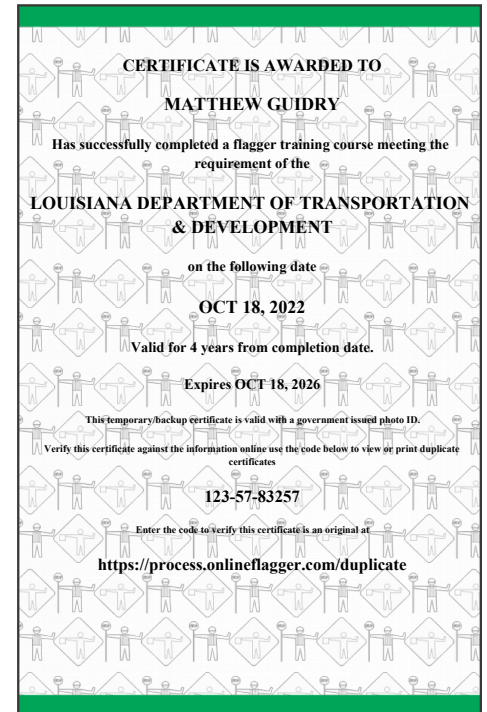 CERTIFICATE IS AWARDED TO
MATTHEW GUIDRY
Has successfully completed a flagger training course meeting the
requirement of the
LOUISIANA DEPARTMENT OF TRANSPORTATION
& DEVELOPMENT
on the following date
OCT 18, 2022
Valid for 4 years from completion date.
Expires OCT 18, 2026
This temporary/backup certificate is valid with a government issued photo ID.
Verify this certificate against the information online use the code below to view or print duplicate
certificates
123-57-83257
Enter the code to verify this certificate is an original at
https://process.onlineflagger.com/duplicate